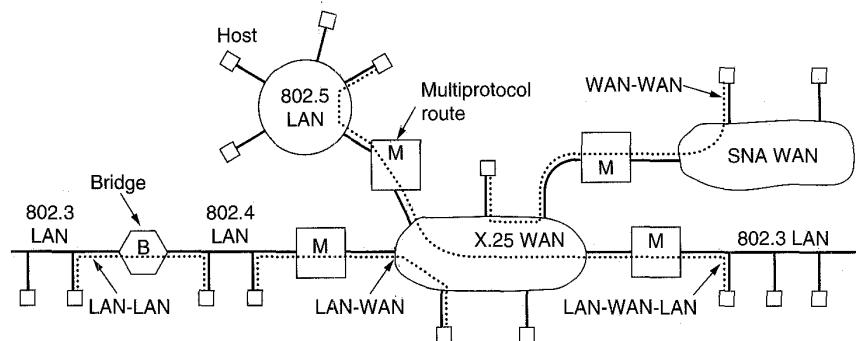 Host
802.5
LAN
Multiprotocol
route
WAN-WAN
M
M
SNA WAN
Bridge
802.3
LAN
B
802.4
LAN
M
X.25 WAN
M
802.3 LAN
LAN-LAN
LAN-WAN
LAN-WAN-LAN